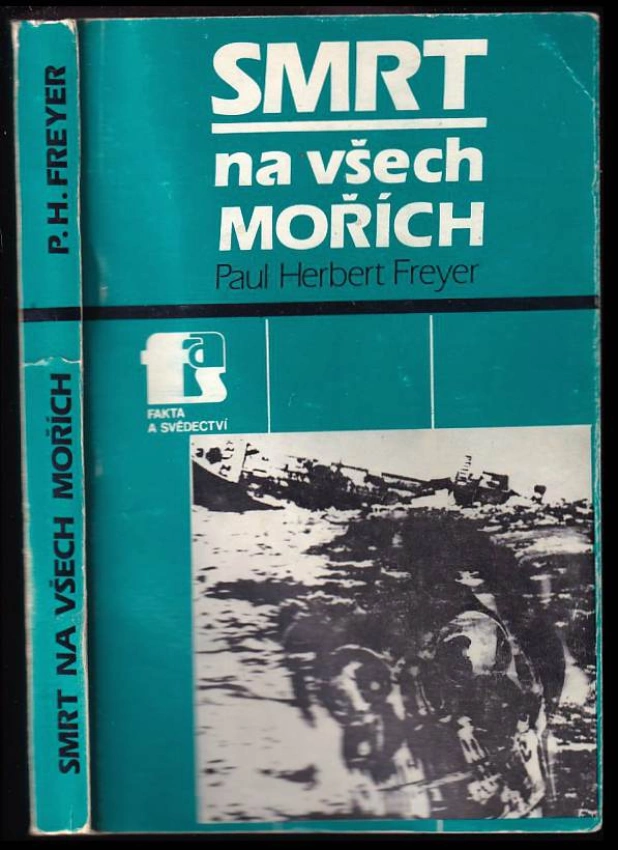 P. H. FREYER
SMRT NA VŠECH MOŘÍCH
SMRT
na všech
MOŘÍCH
Paul Herbert Freyer
fas
FAKTA
A SVĚDECTVÍ